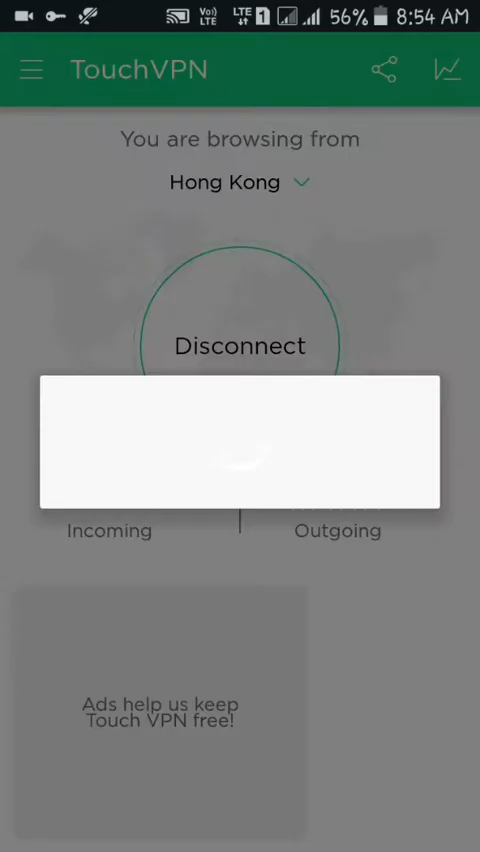 Vo) LTE LTE 1 56% 8:54 AM
TouchVPN
You are browsing from
Hong Kong
Disconnect
Incoming
Outgoing
Ads help us keep
Touch VPN free!